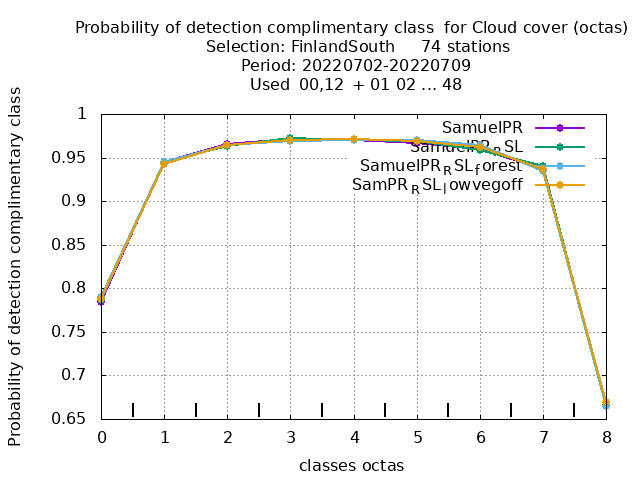 Probability of detection complimentary class for Cloud cover (octas)
Selection: FinlandSouth 74 stations
Period: 20220702-20220709
Used 00,12 + 01 02 ... 48
Probability of detection complimentary class
1
0.95
0.9
0.85
0.8
0.75
0.7
0.65
SamuelPR
SamuelPR_RSL
SamuelPR_RSL_forest
SamPR_RSL_lowvegoff
0 1 2 3 4 5 6 7 8
classes octas